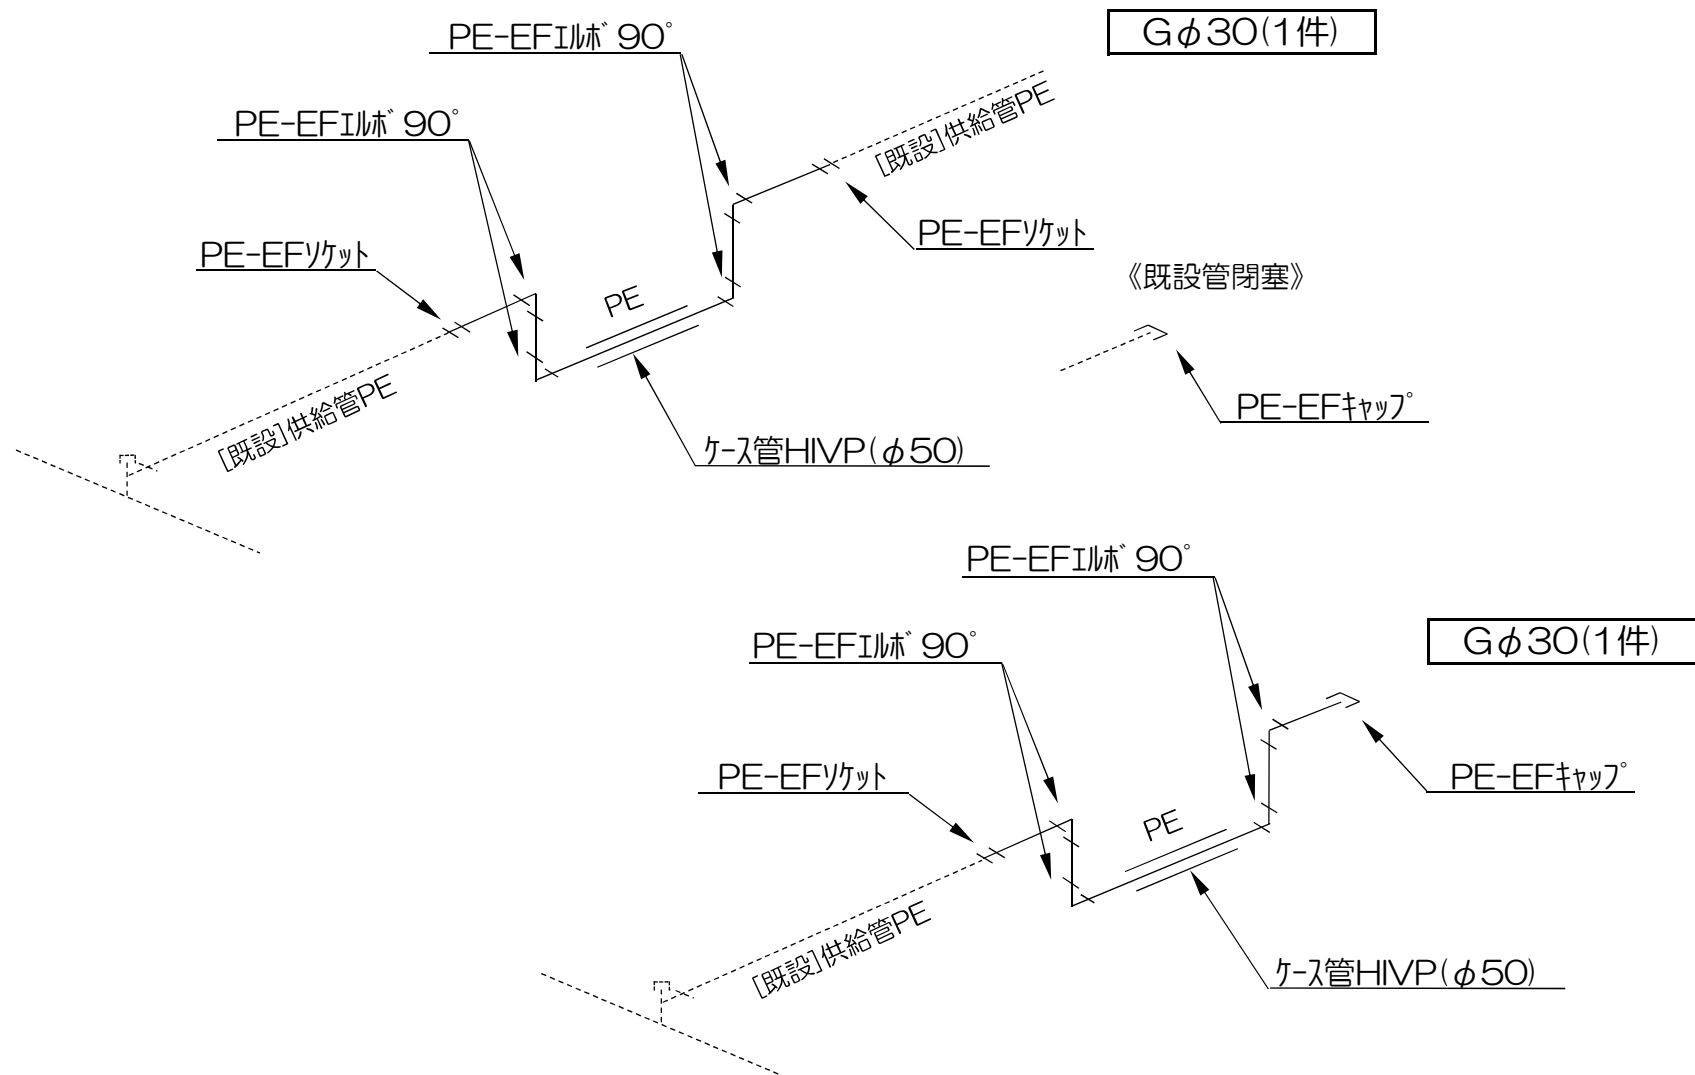 PE-EFｴﾙﾎﾞ90°
Gφ30(1件)
PE-EFｴﾙﾎﾞ90°
[既設]供給管PE
PE-EFｿｹｯﾄ
PE-EFｿｹｯﾄ
《既設管閉塞》
PE
PE-EFｷｬｯﾌﾟ
[既設]供給管PE
ｹｰｽ管HIVP(φ50)
PE-EFｴﾙﾎﾞ90°
Gφ30(1件)
PE-EFｴﾙﾎﾞ90°
PE-EFｿｹｯﾄ
PE-EFｷｬｯﾌﾟ
PE
[既設]供給管PE
ｹｰｽ管HIVP(φ50)